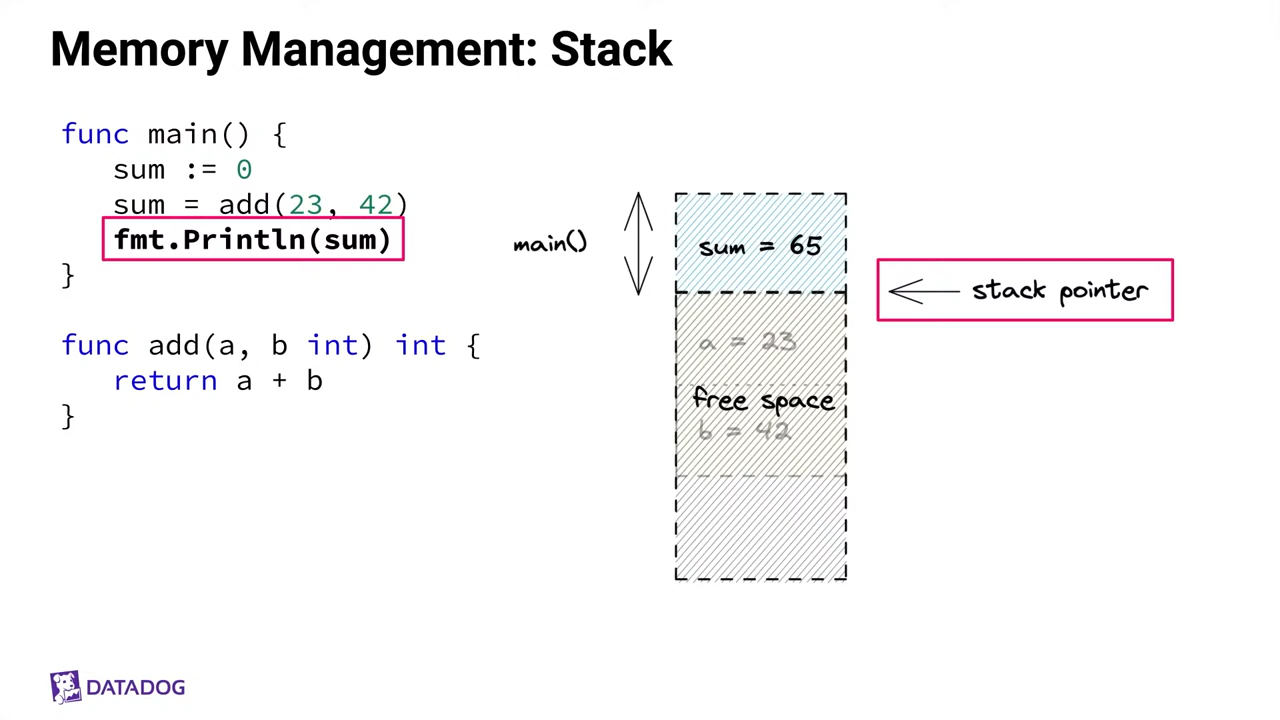 Memory Management: Stack
func main() {
sum := 0
sum = add(23, 42)
fmt.Println(sum)
}
func add(a, b int) int {
return a + b
}
main()
sum = 65
stack pointer
a = 23
free space
b = 42
DATADOG